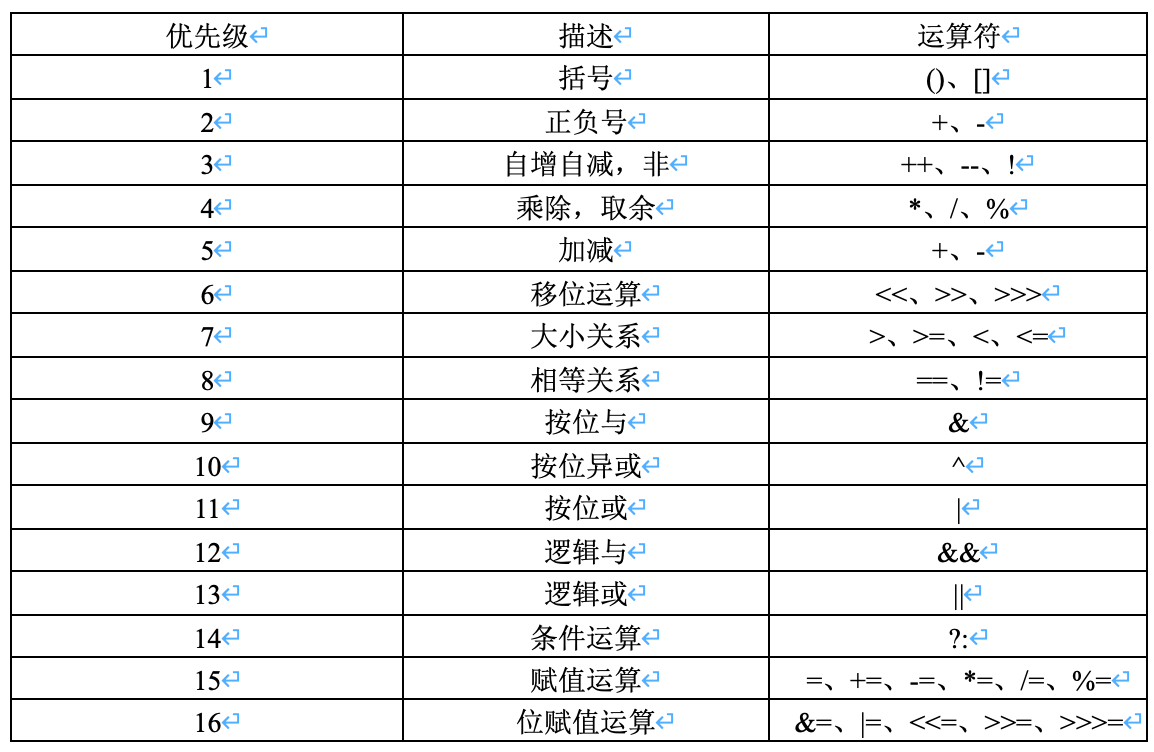 优先级 描述 运算符
1 括号 ()、[]
2 正负号 +、-
3 自增自减，非 ++、--、!
4 乘除，取余 *、/、%
5 加减 +、-
6 移位运算 <<、>>、>>>
7 大小关系 >、>=、<、<=
8 相等关系 ==、!=
9 按位与 &
10 按位异或 ^
11 按位或 |
12 逻辑与 &&
13 逻辑或 ||
14 条件运算 ?:
15 赋值运算 =、+=、-=、*=、/=、%=
16 位赋值运算 &=、|=、<<=、>>=、>>>=